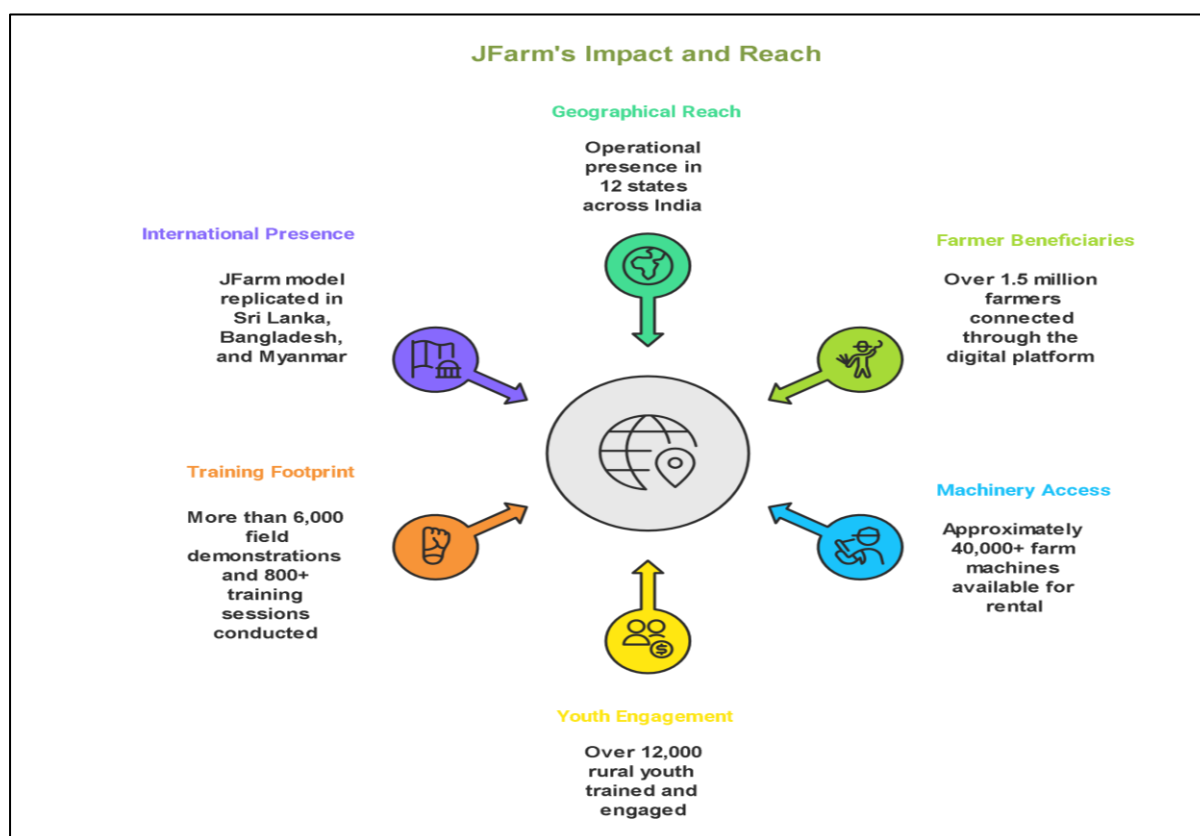 JFarm's Impact and Reach
Geographical Reach
Operational
presence in
12 states
across India
International Presence
JFarm model
replicated in
Sri Lanka,
Bangladesh,
and Myanmar
Farmer Beneficiaries
Over 1.5 million
farmers
connected
through the
digital platform
Training Footprint
More than 6,000
field
demonstrations
and 800+
training
sessions
conducted
Machinery Access
Approximately
40,000+ farm
machines
available for
rental
Youth Engagement
Over 12,000
rural youth
trained and
engaged